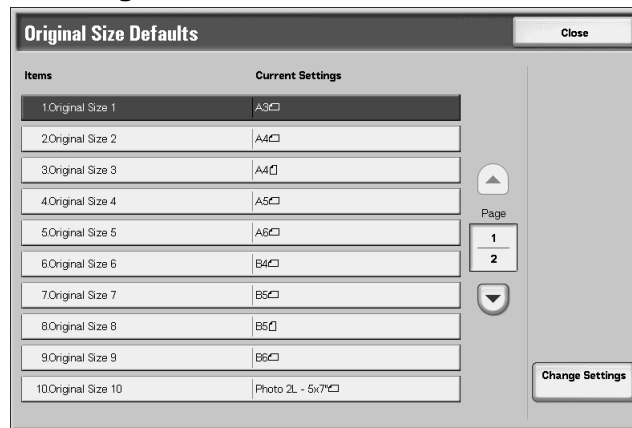 Original Size Defaults
Close
Items Current Settings
1.Original Size 1 A3
2.Original Size 2 A4
3.Original Size 3 A4
4.Original Size 4 A5
5.Original Size 5 A6
6.Original Size 6 B4
7.Original Size 7 B5
8.Original Size 8 B5
9.Original Size 9 B6
10.Original Size 10 Photo 2L - 5x7"
Page
1
2
Change Settings